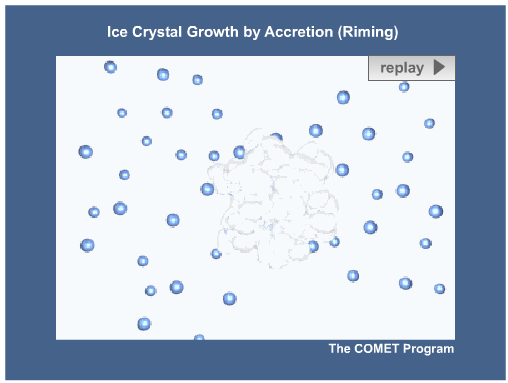 Ice Crystal Growth by Accretion (Riming)
replay
The COMET Program